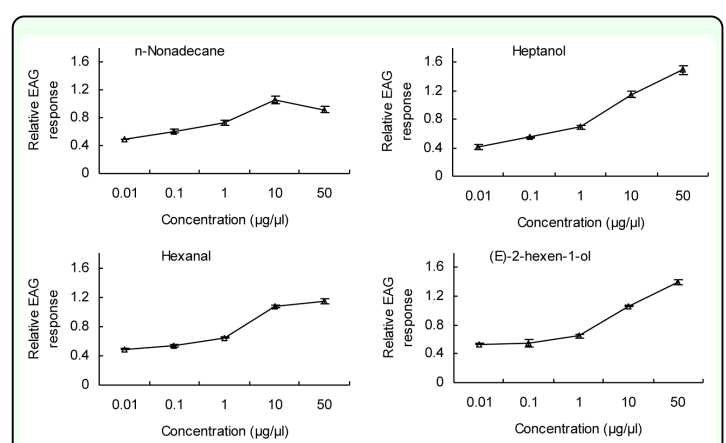 n-Nonadecane
1.6
1.2
0.8
0.4
0
Relative EAG
response
0.01 0.1 1 10 50
Concentration (µg/µl)
Heptanol
1.6
1.2
0.8
0.4
0
Relative EAG
response
0.01 0.1 1 10 50
Concentration (µg/µl)
Hexanal
1.6
1.2
0.8
0.4
0
Relative EAG
response
0.01 0.1 1 10 50
Concentration (µg/µl)
(E)-2-hexen-1-ol
1.6
1.2
0.8
0.4
0
Relative EAG
response
0.01 0.1 1 10 50
Concentration (µg/µl)